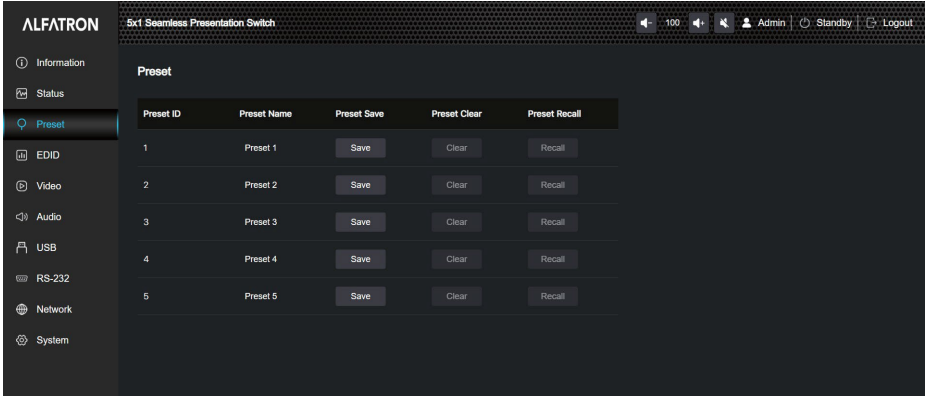 ALFATRON
5x1 Seamless Presentation Switch
100 Admin Standby Logout
Information
Status
Preset
EDID
Video
Audio
USB
RS-232
Network
System
Preset
Preset ID Preset Name Preset Save Preset Clear Preset Recall
1 Preset 1 Save Clear Recall
2 Preset 2 Save Clear Recall
3 Preset 3 Save Clear Recall
4 Preset 4 Save Clear Recall
5 Preset 5 Save Clear Recall